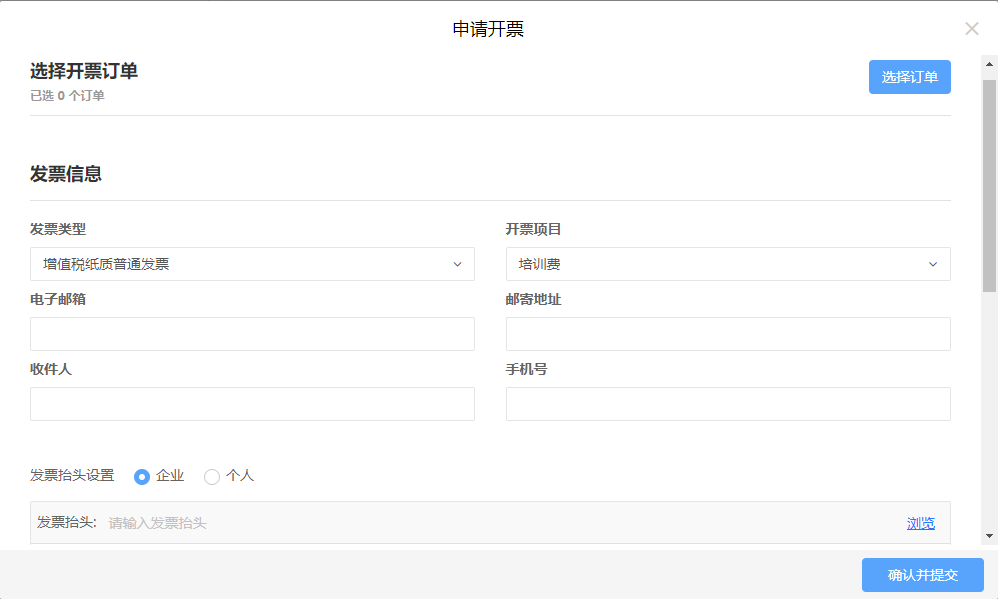 申请开票
选择开票订单
已选 0 个订单
选择订单
发票信息
发票类型
开票项目
增值税纸质普通发票
培训费
电子邮箱
邮寄地址
收件人
手机号
发票抬头设置 企业 个人
发票抬头: 请输入发票抬头 浏览
确认并提交